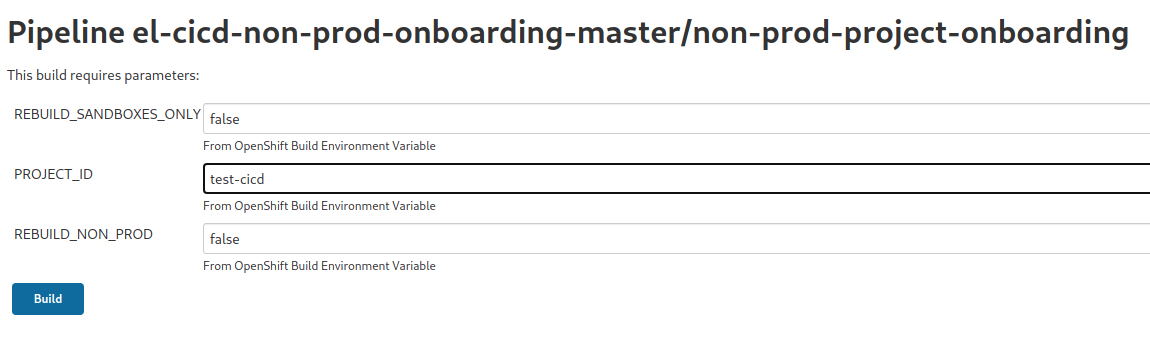 Pipeline el-cicd-non-prod-onboarding-master/non-prod-project-onboarding
This build requires parameters:
REBUILD_SANDBOXES_ONLY false
From OpenShift Build Environment Variable
PROJECT_ID test-cicd
From OpenShift Build Environment Variable
REBUILD_NON_PROD false
From OpenShift Build Environment Variable
Build